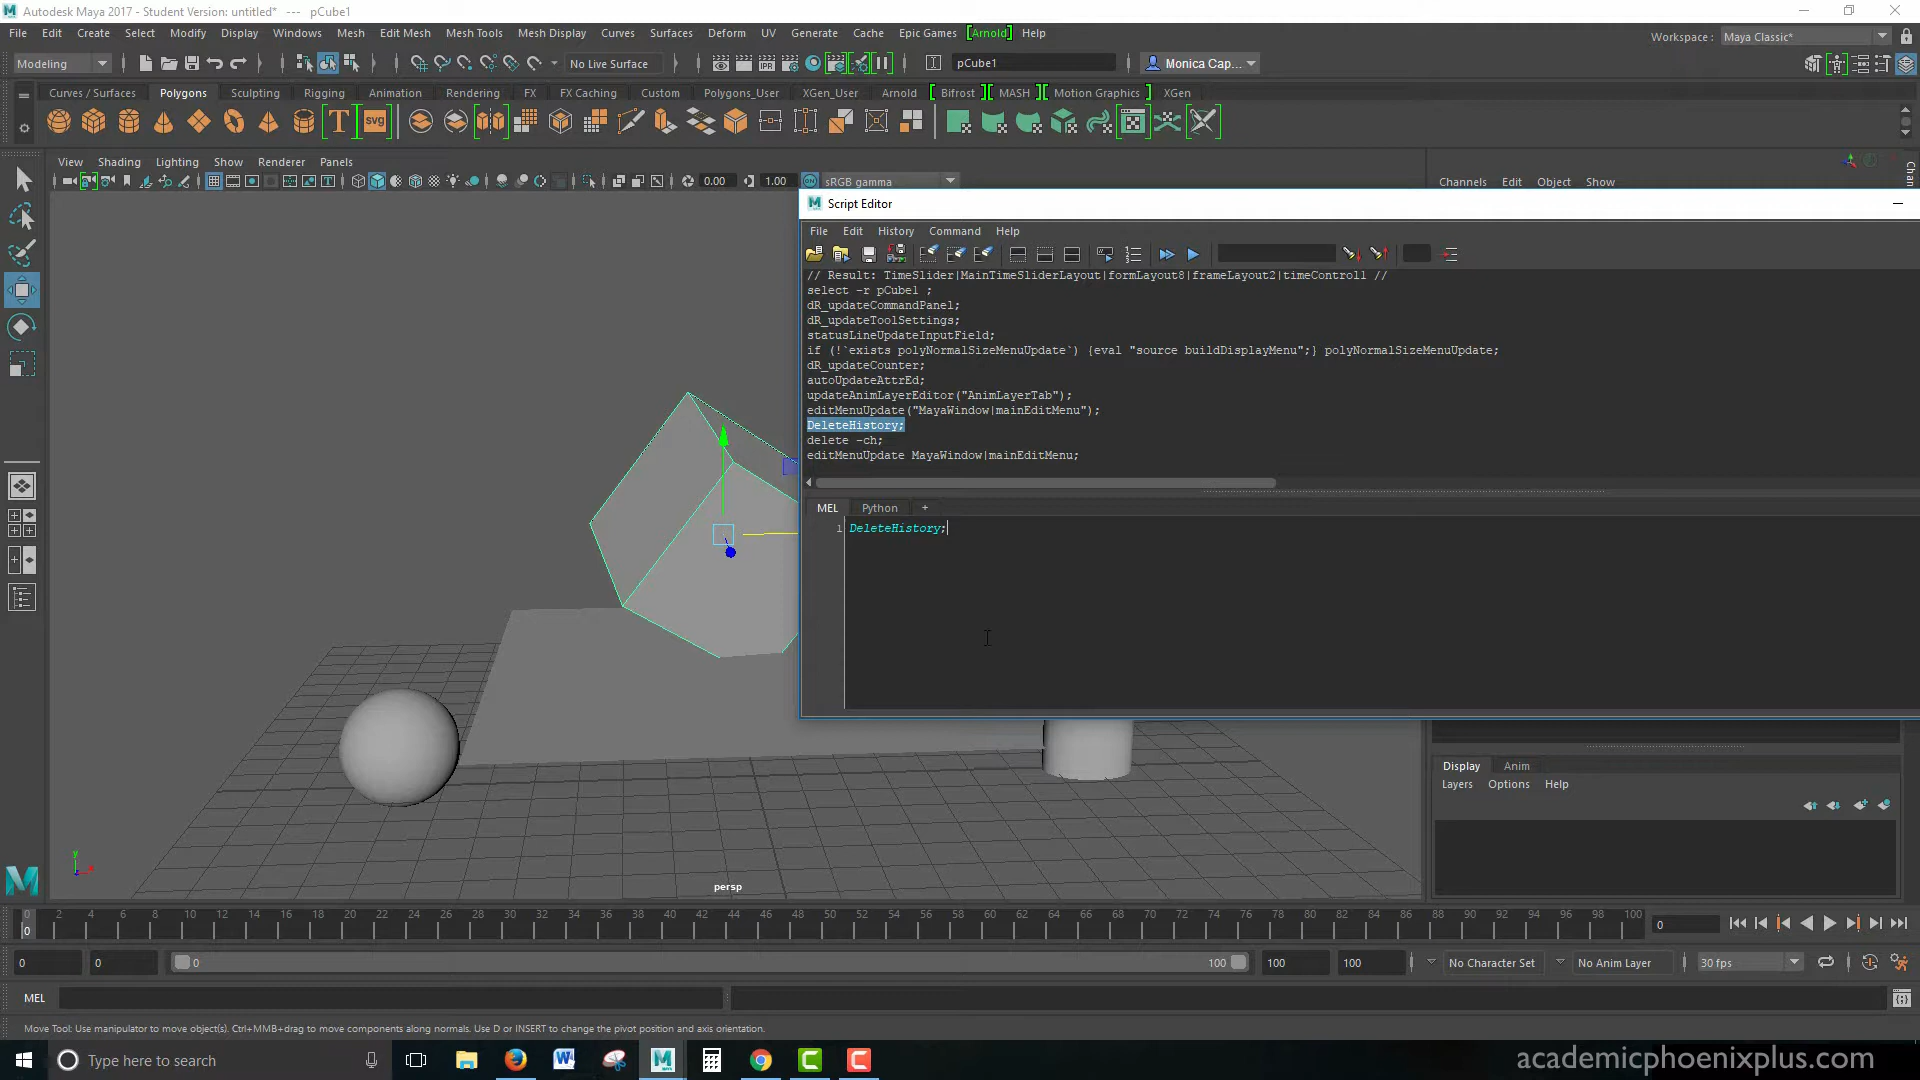 Autodesk Maya 2017 - Student Version: untitled*   ---   pCube1
File Edit Create Select Modify Display Windows Mesh Edit Mesh Mesh Tools Mesh Display Curves Surfaces Deform UV Generate Cache Epic Games [Arnold] Help
Workspace : Maya Classic*
Modeling
No Live Surface
pCube1
Monica Cap...
Curves / Surfaces Polygons Sculpting Rigging Animation Rendering FX FX Caching Custom Polygons_User XGen_User Arnold Bifrost MASH Motion Graphics XGen
T svg
View Shading Lighting Show Renderer Panels
0.00 1.00 sRGB gamma
Channels Edit Object Show
Chan
Script Editor
File Edit History Command Help
// Result: TimeSlider|MainTimeSliderLayout|formLayout8|frameLayout2|timeControl1 //
select -r pCube1 ;
dR_updateCommandPanel;
dR_updateToolSettings;
statusLineUpdateInputField;
if (!`exists polyNormalSizeMenuUpdate`) {eval "source buildDisplayMenu";} polyNormalSizeMenuUpdate;
dR_updateCounter;
autoUpdateAttrEd;
updateAnimLayerEditor("AnimLayerTab");
editMenuUpdate("MayaWindow|mainEditMenu");
DeleteHistory;
delete -ch;
editMenuUpdate MayaWindow|mainEditMenu;
MEL Python +
1 DeleteHistory;
Display Anim
Layers Options Help
y
x
persp
0 2 4 6 8 10 12 14 16 18 20 22 24 26 28 30 32 34 36 38 40 42 44 46 48 50 52 54 56 58 60 62 64 66 68 70 72 74 76 78 80 82 84 86 88 90 92 94 96 98 100
0
0
0 0 0 100 100 100 No Character Set No Anim Layer 30 fps
MEL
Move Tool: Use manipulator to move object(s). Ctrl+MMB+drag to move components along normals. Use D or INSERT to change the pivot position and axis orientation.
Type here to search
academicphoenixplus.com